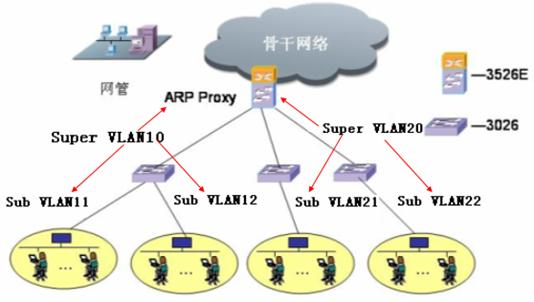 骨干网络
网管
ARP Proxy
—3526E
Super VLAN10
Super VLAN20
—3026
Sub VLAN11
Sub VLAN12
Sub VLAN21
Sub VLAN22
...
...
...
...